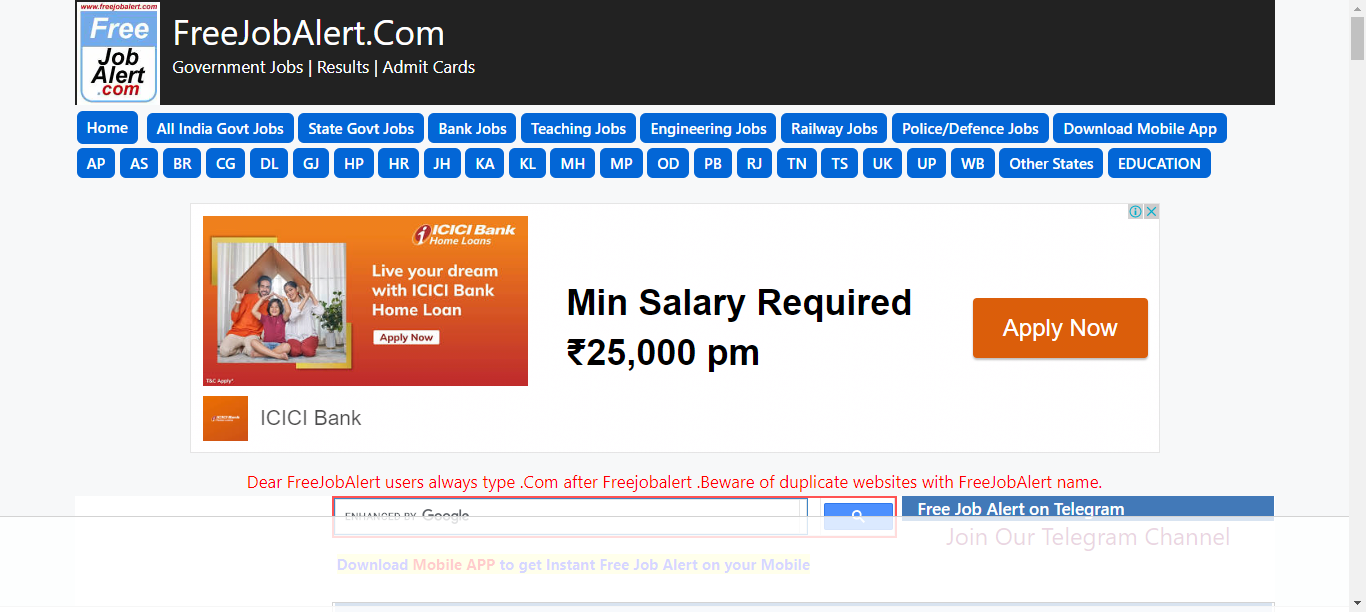 www.freejobalert.com
Free
Job
Alert
.com
FreeJobAlert.Com
Government Jobs | Results | Admit Cards
Home All India Govt Jobs State Govt Jobs Bank Jobs Teaching Jobs Engineering Jobs Railway Jobs Police/Defence Jobs Download Mobile App
AP AS BR CG DL GJ HP HR JH KA KL MH MP OD PB RJ TN TS UK UP WB Other States EDUCATION
ICICI Bank
Home Loans
Live your dream
with ICICI Bank
Home Loan
Apply Now
T&C Apply*
Min Salary Required
₹25,000 pm
Apply Now
ICICI Bank
Dear FreeJobAlert users always type .Com after Freejobalert .Beware of duplicate websites with FreeJobAlert name.
ENHANCED BY Google
Free Job Alert on Telegram
Join Our Telegram Channel
Download Mobile APP to get Instant Free Job Alert on your Mobile